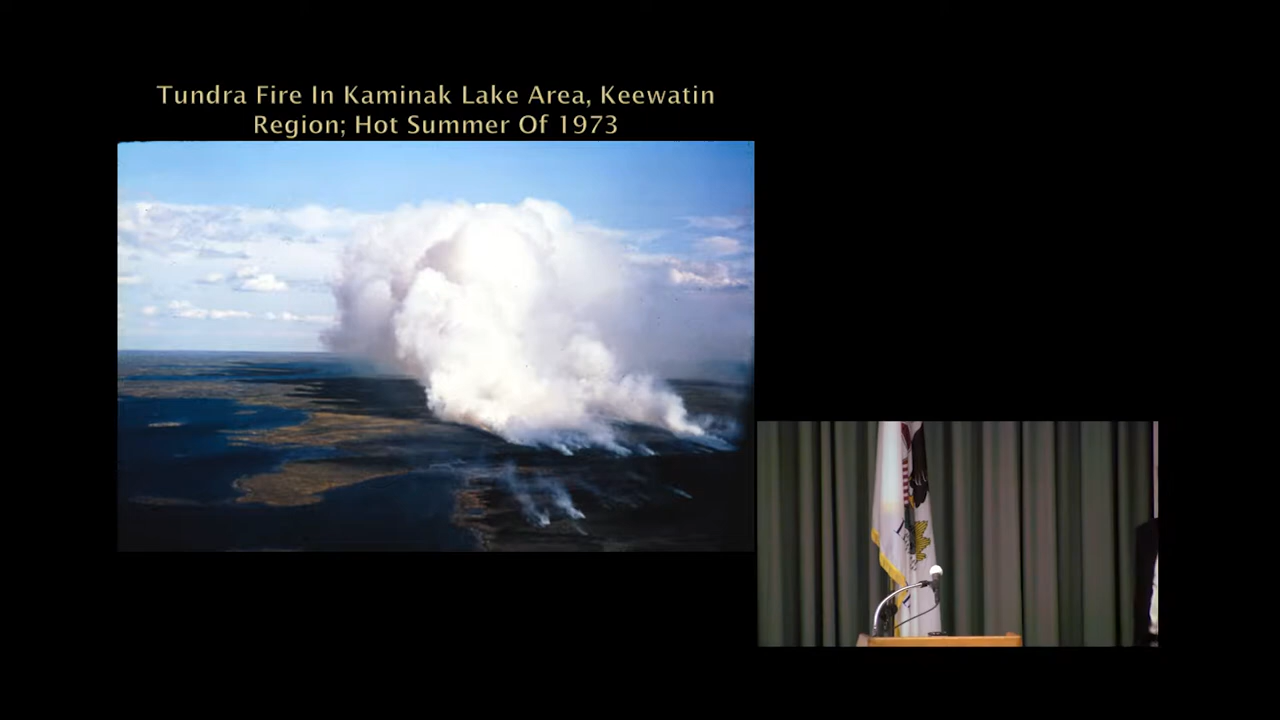 Tundra Fire In Kaminak Lake Area, Keewatin
Region; Hot Summer Of 1973